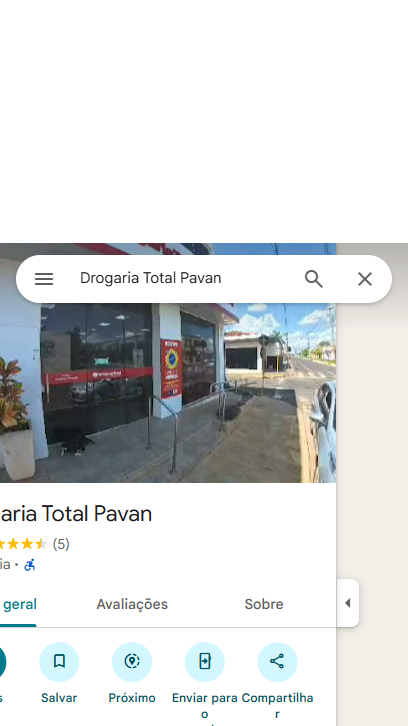 Drogaria Total Pavan
aria Total Pavan
(5)
ia •
geral
Avaliações
Sobre
s
Salvar
Próximo
Enviar para o
Compartilhar